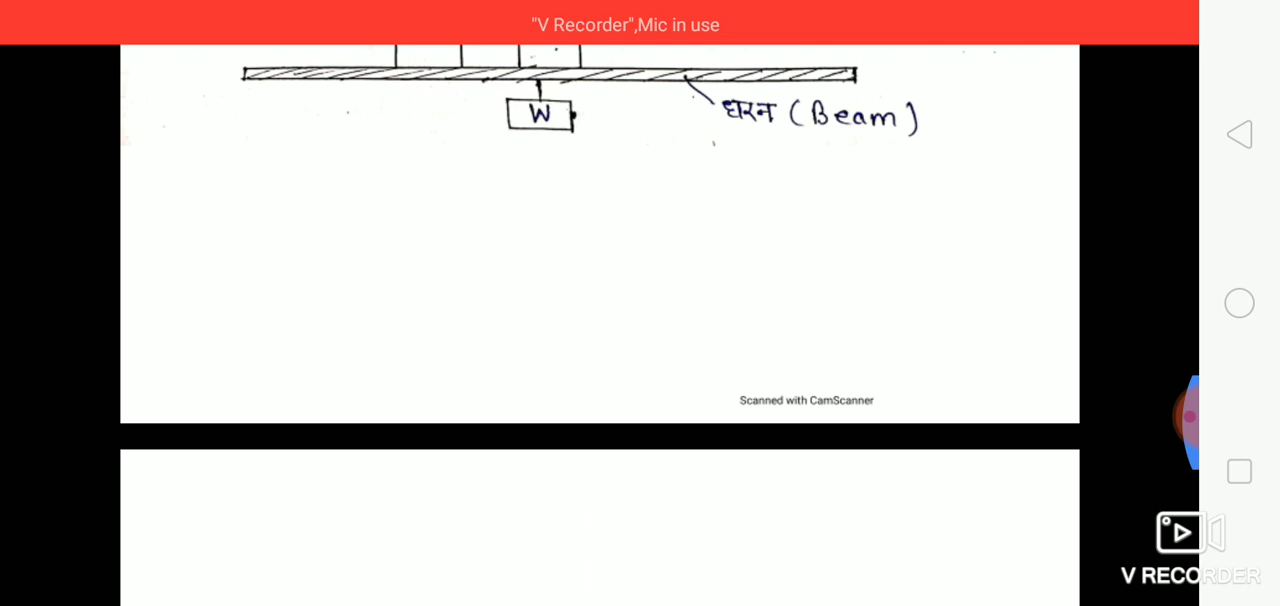 "V Recorder",Mic in use
W
धरन (Beam)
Scanned with CamScanner
V RECORDER